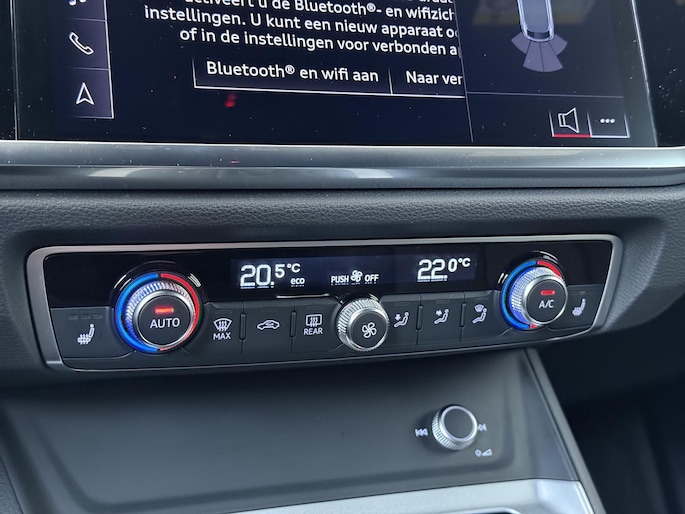 activeert u de Bluetooth®- en wifizich
instellingen. U kunt een nieuw apparaat
of in de instellingen voor verbonden
Bluetooth® en wifi aan
Naar
20.5°C
eco
PUSH OFF
22.0°C
AUTO
MAX
REAR
A/C